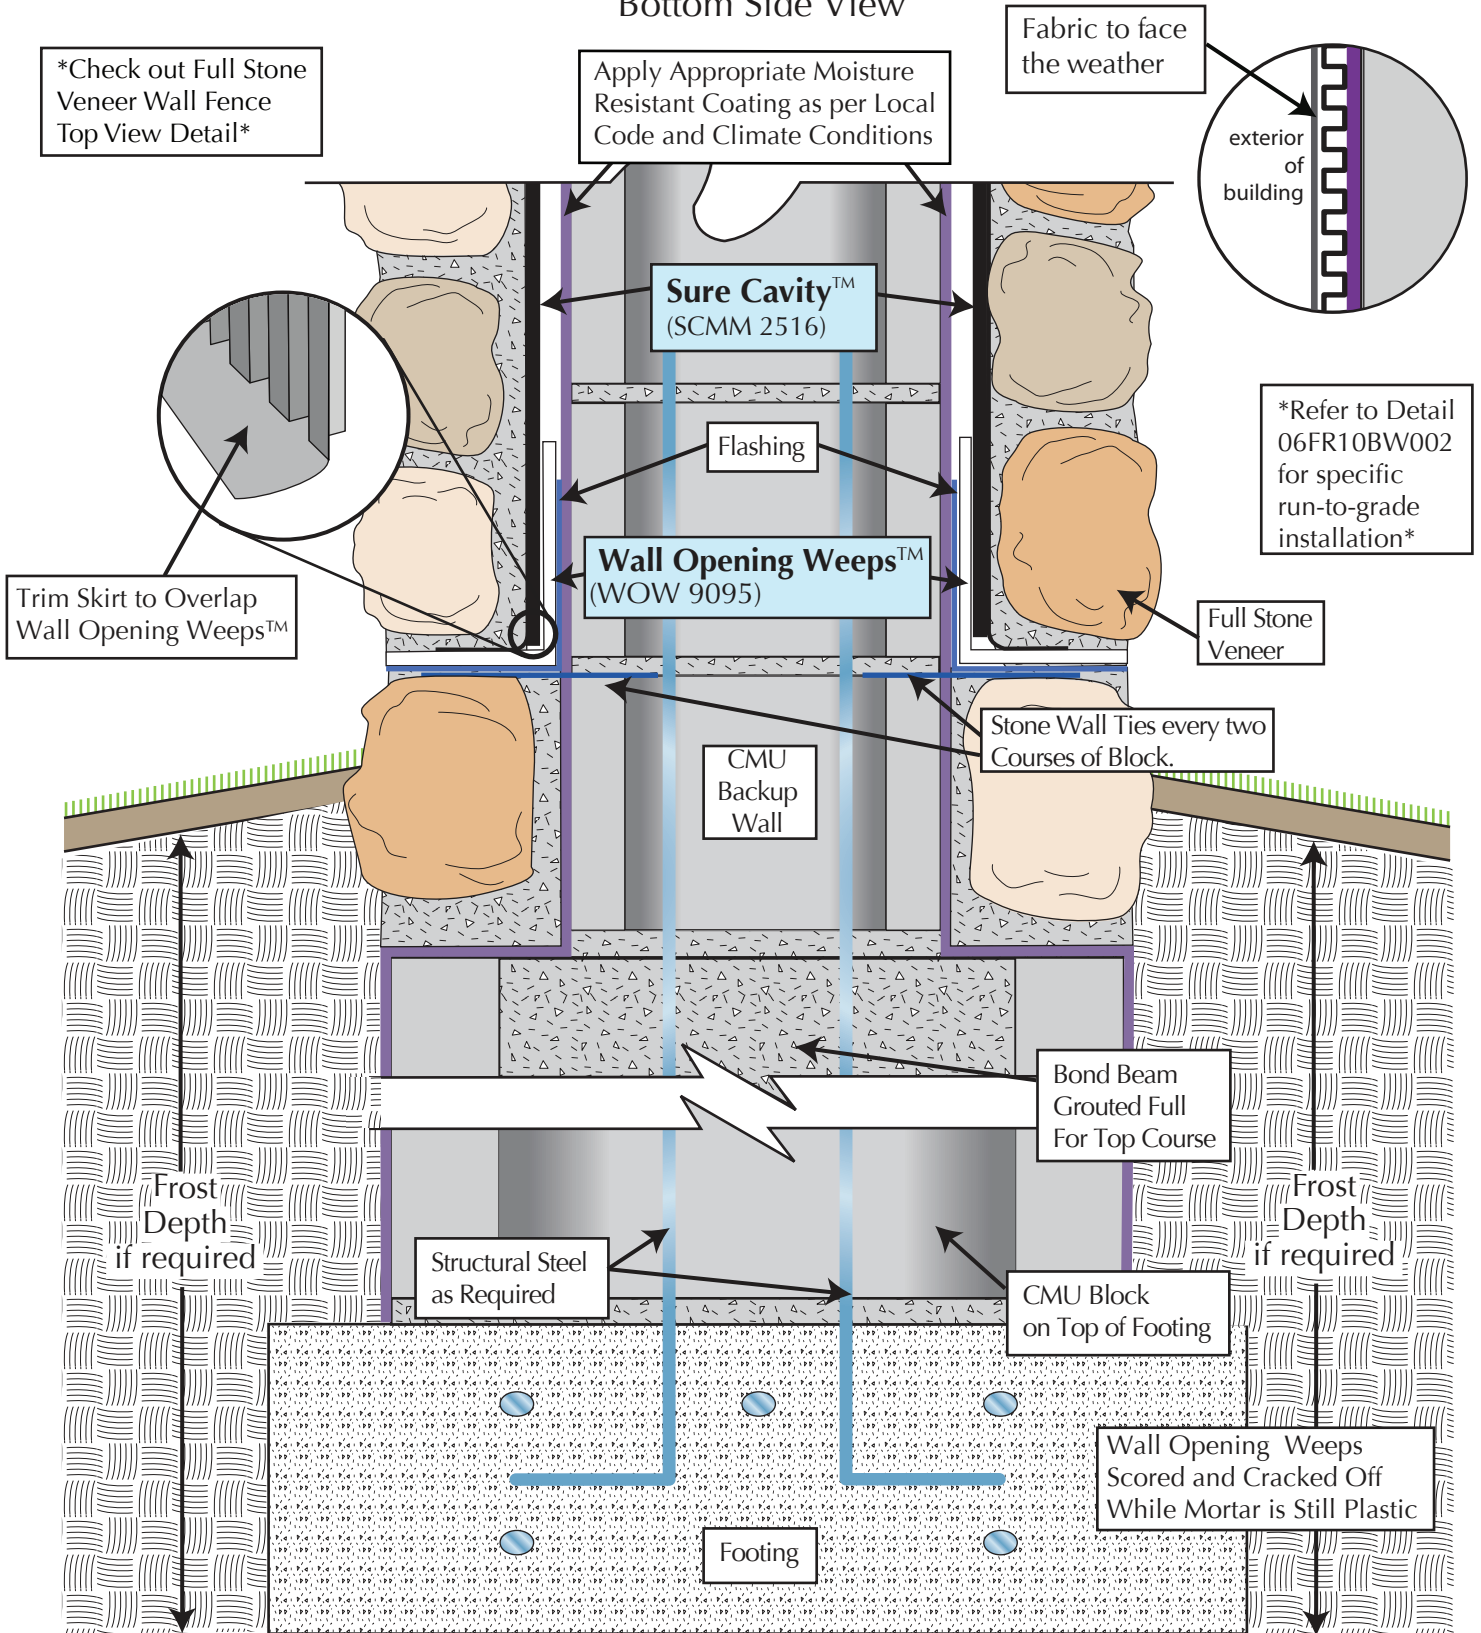 Bottom Side View
*Check out Full Stone
Veneer Wall Fence
Top View Detail*
Apply Appropriate Moisture
Resistant Coating as per Local
Code and Climate Conditions
Fabric to face
the weather
exterior
of
building
Sure Cavity™
(SCMM 2516)
*Refer to Detail
06FR10BW002
for specific
run-to-grade
installation*
Flashing
Wall Opening Weeps™
(WOW 9095)
Trim Skirt to Overlap
Wall Opening Weeps™
Full Stone
Veneer
Stone Wall Ties every two
Courses of Block.
CMU
Backup
Wall
Bond Beam
Grouted Full
For Top Course
Frost
Depth
if required
Frost
Depth
if required
Structural Steel
as Required
CMU Block
on Top of Footing
Wall Opening Weeps
Scored and Cracked Off
While Mortar is Still Plastic
Footing